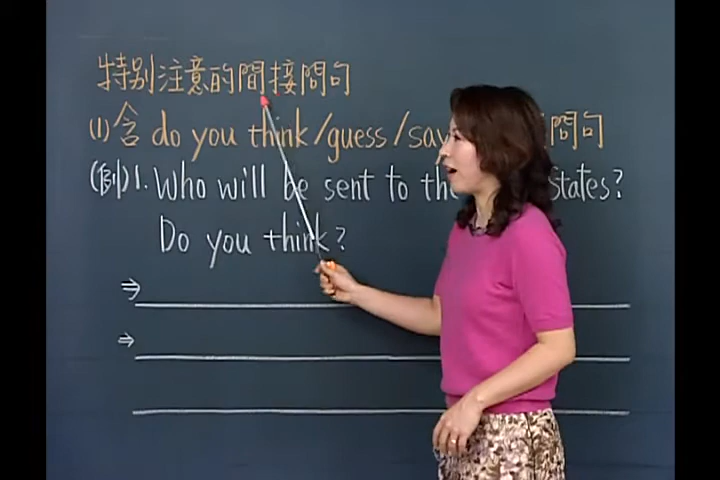 特別注意的間接問句
(1) 含 do you think/guess/say 問句
(例)1. Who will be sent to the States?
Do you think?
⇒
⇒